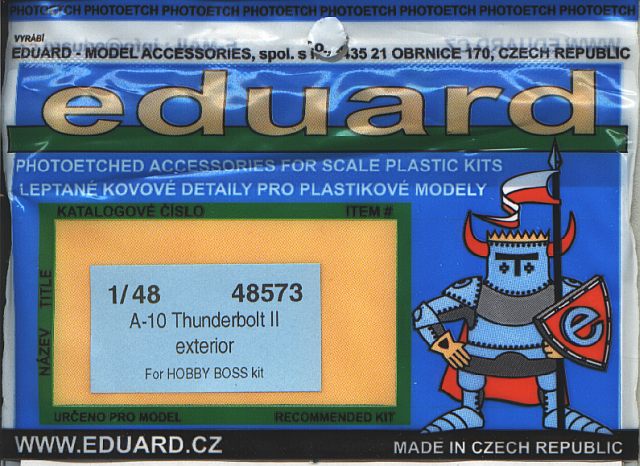 PHOTOETCH PHOTOETCH PHOTOETCH PHOTOETCH PHOTOETCH PHOTOETCH PHOTOETCH PHOTOETCH
VYRÁBÍ
EDUARD - MODEL ACCESSORIES, spol. s r.o., 435 21 OBRNICE 170, CZECH REPUBLIC
eduard
PHOTOETCHED ACCESSORIES FOR SCALE PLASTIC KITS
LEPTANÉ KOVOVÉ DETAILY PRO PLASTIKOVÉ MODELY
KATALOGOVÉ ČÍSLO ITEM #
NÁZEV TITLE
1/48 48573
A-10 Thunderbolt II
exterior
For HOBBY BOSS kit
URČENO PRO MODEL RECOMMENDED KIT
e
WWW.EDUARD.CZ MADE IN CZECH REPUBLIC